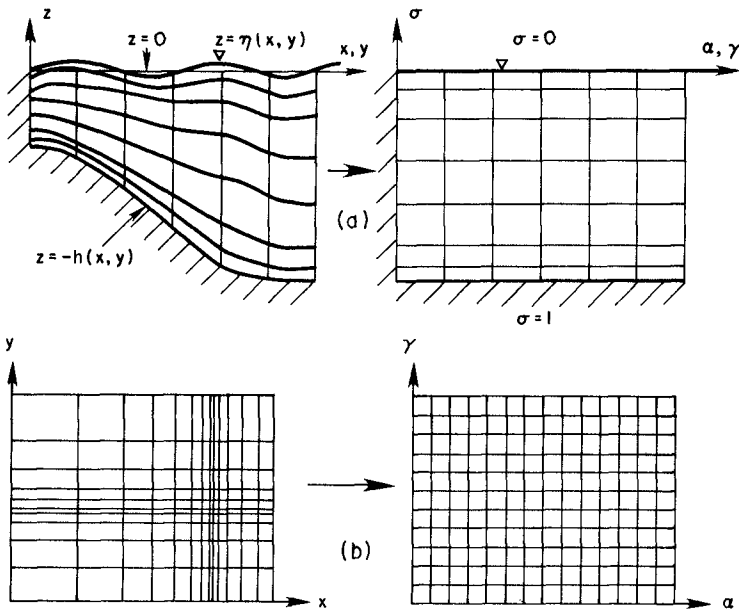 z
z=0
z=η(x,y)
x, y
σ
σ=0
α, γ
(a)
z=-h(x,y)
σ=1
y
γ
(b)
x
α